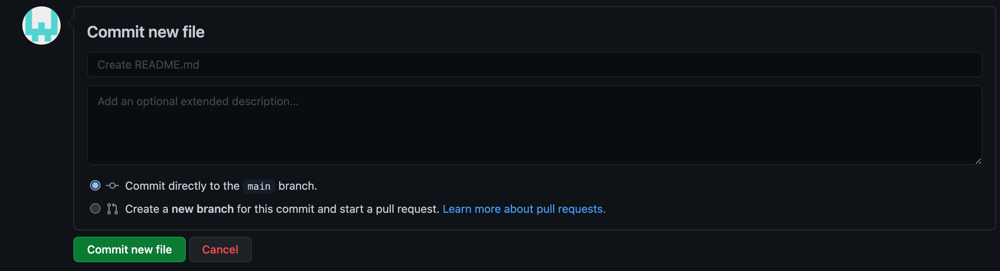 Commit new file
Create README.md
Add an optional extended description...
Commit directly to the main branch.
Create a new branch for this commit and start a pull request. Learn more about pull requests.
Commit new file
Cancel